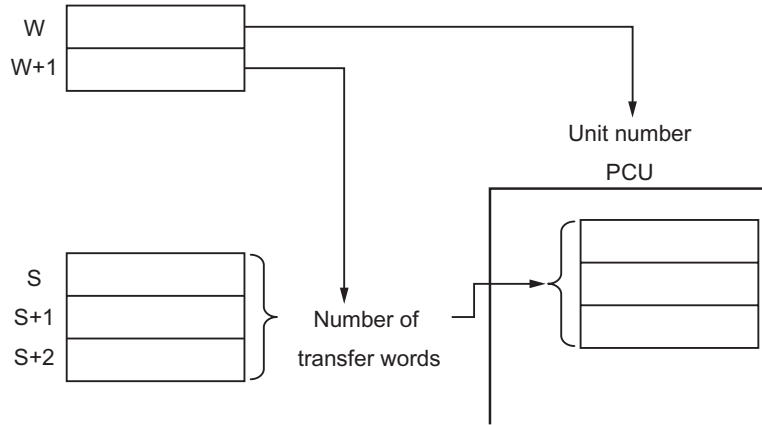 W
W+1
Unit number
PCU
S
S+1
S+2
Number of
transfer words